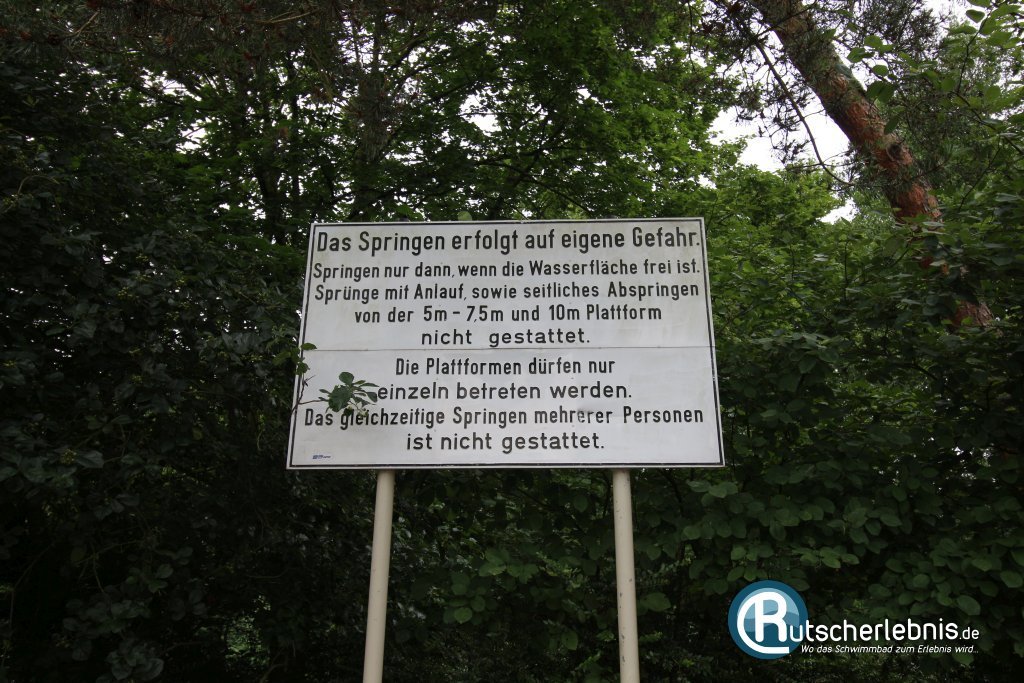 Das Springen erfolgt auf eigene Gefahr.
Springen nur dann, wenn die Wasserfläche frei ist.
Sprünge mit Anlauf, sowie seitliches Abspringen
von der 5m - 7,5m und 10m Plattform
nicht gestattet.
Die Plattformen dürfen nur
einzeln betreten werden.
Das gleichzeitige Springen mehrerer Personen
ist nicht gestattet.
Rutscherlebnis.de
Wo das Schwimmbad zum Erlebnis wird..